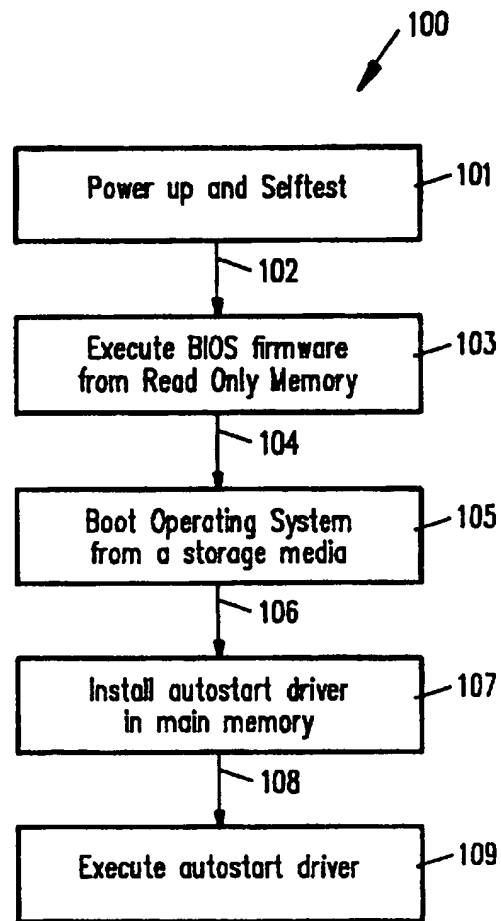 100
Power up and Selftest
101
102
Execute BIOS firmware
from Read Only Memory
103
104
Boot Operating System
from a storage media
105
106
Install autostart driver
in main memory
107
108
Execute autostart driver
109